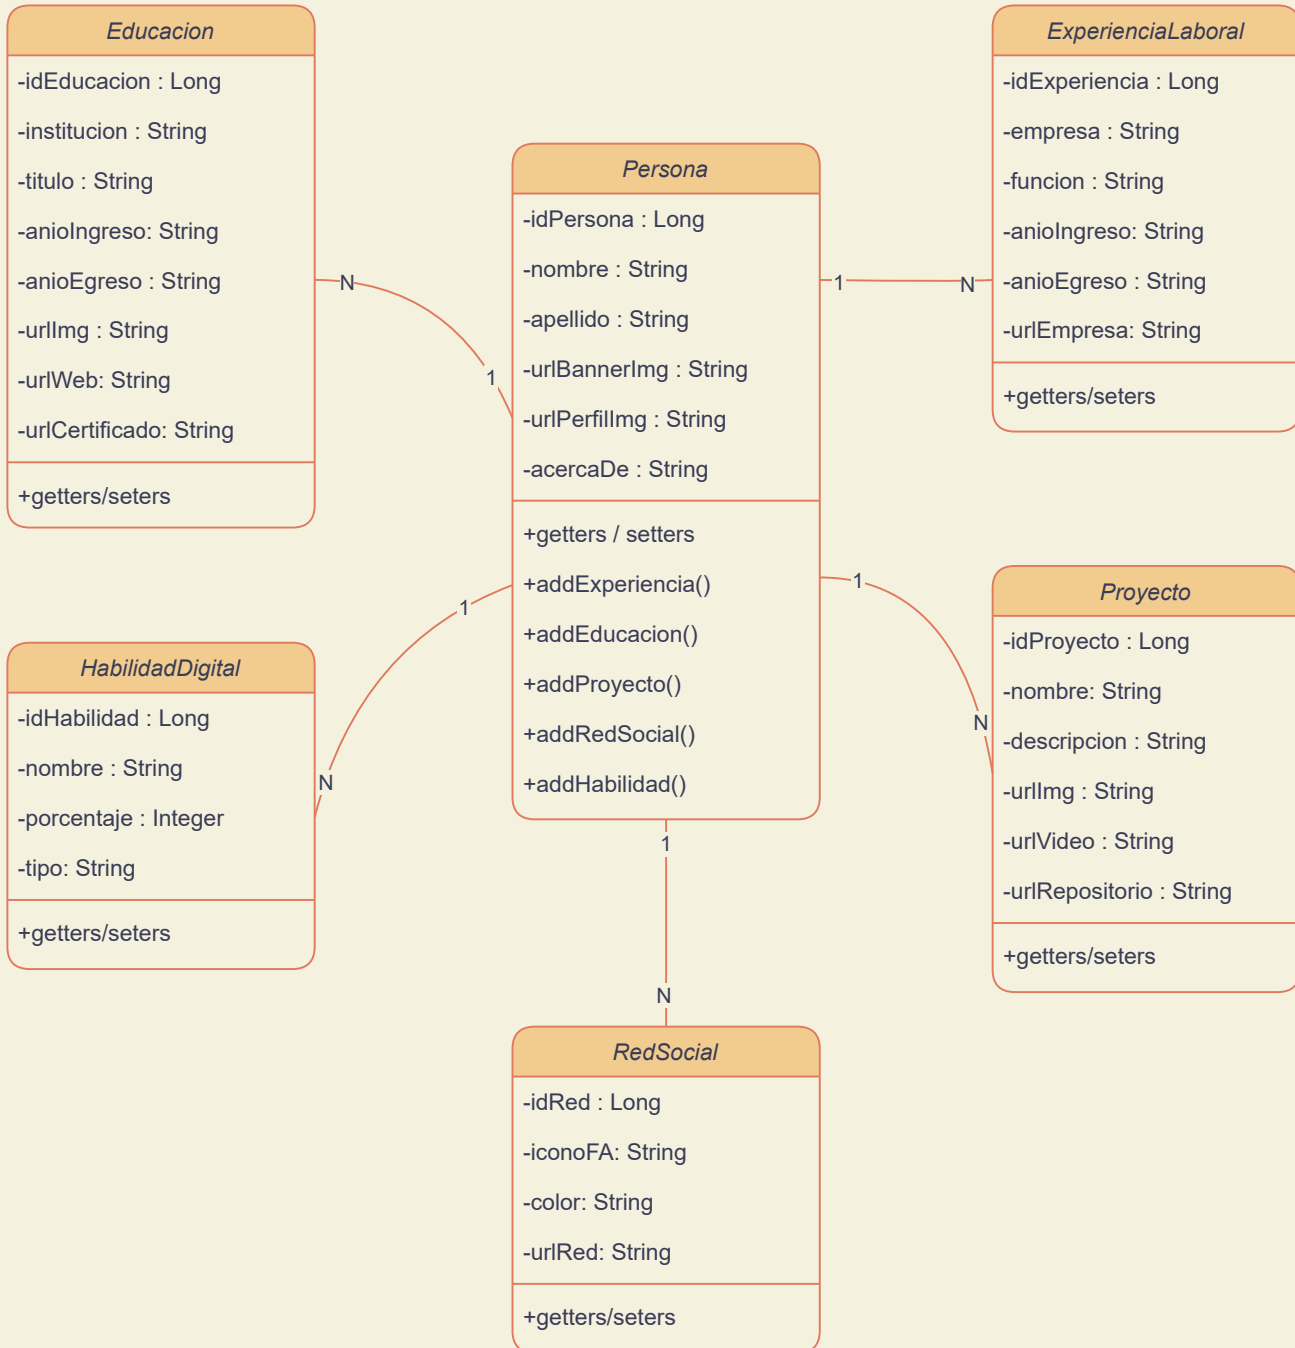 Educacion
-idEducacion : Long
-institucion : String
-titulo : String
-anioIngreso: String
-anioEgreso : String
-urlImg : String
-urlWeb: String
-urlCertificado: String
+getters/seters
N
1
Persona
-idPersona : Long
-nombre : String
-apellido : String
-urlBannerImg : String
-urlPerfilImg : String
-acercaDe : String
+getters / setters
+addExperiencia()
+addEducacion()
+addProyecto()
+addRedSocial()
+addHabilidad()
1
N
ExperienciaLaboral
-idExperiencia : Long
-empresa : String
-funcion : String
-anioIngreso: String
-anioEgreso : String
-urlEmpresa: String
+getters/seters
1
N
HabilidadDigital
-idHabilidad : Long
-nombre : String
-porcentaje : Integer
-tipo: String
+getters/seters
1
N
Proyecto
-idProyecto : Long
-nombre: String
-descripcion : String
-urlImg : String
-urlVideo : String
-urlRepositorio : String
+getters/seters
1
N
RedSocial
-idRed : Long
-iconoFA: String
-color: String
-urlRed: String
+getters/seters